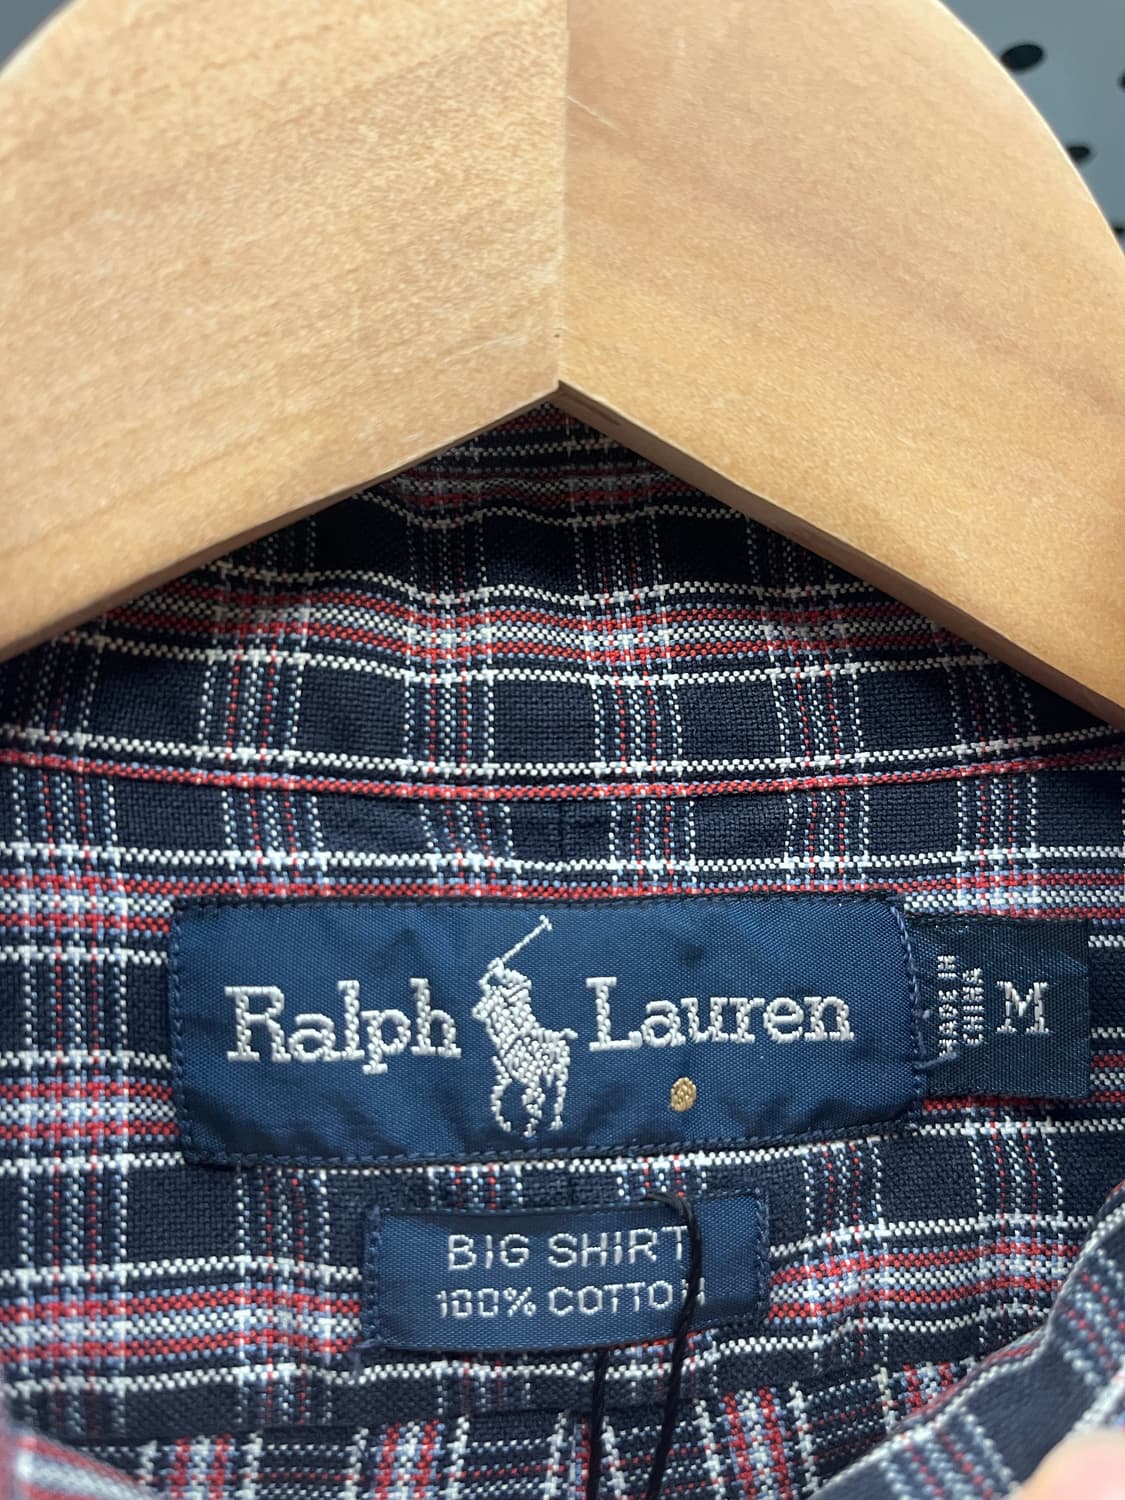 Ralph Lauren
MADE IN
CHINA
M
BIG SHIRT
100% COTTON